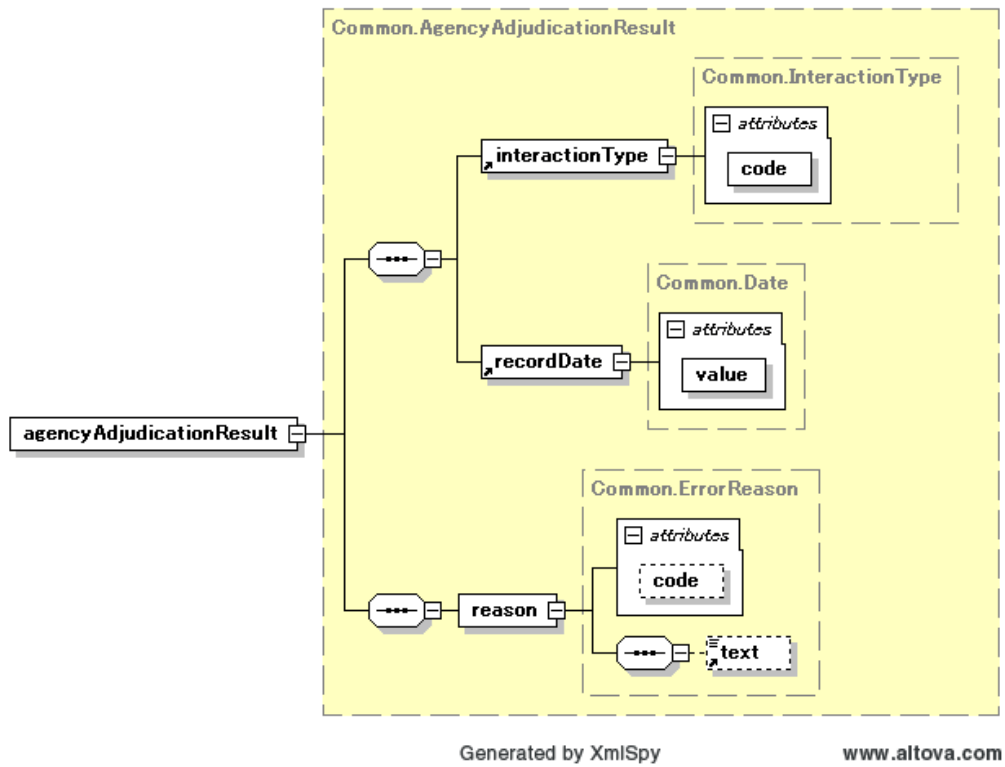 Common.AgencyAdjudicationResult
Common.InteractionType
attributes
interactionType
code
Common.Date
attributes
recordDate
value
agencyAdjudicationResult
Common.ErrorReason
attributes
code
reason
text
Generated by XmlSpy www.altova.com